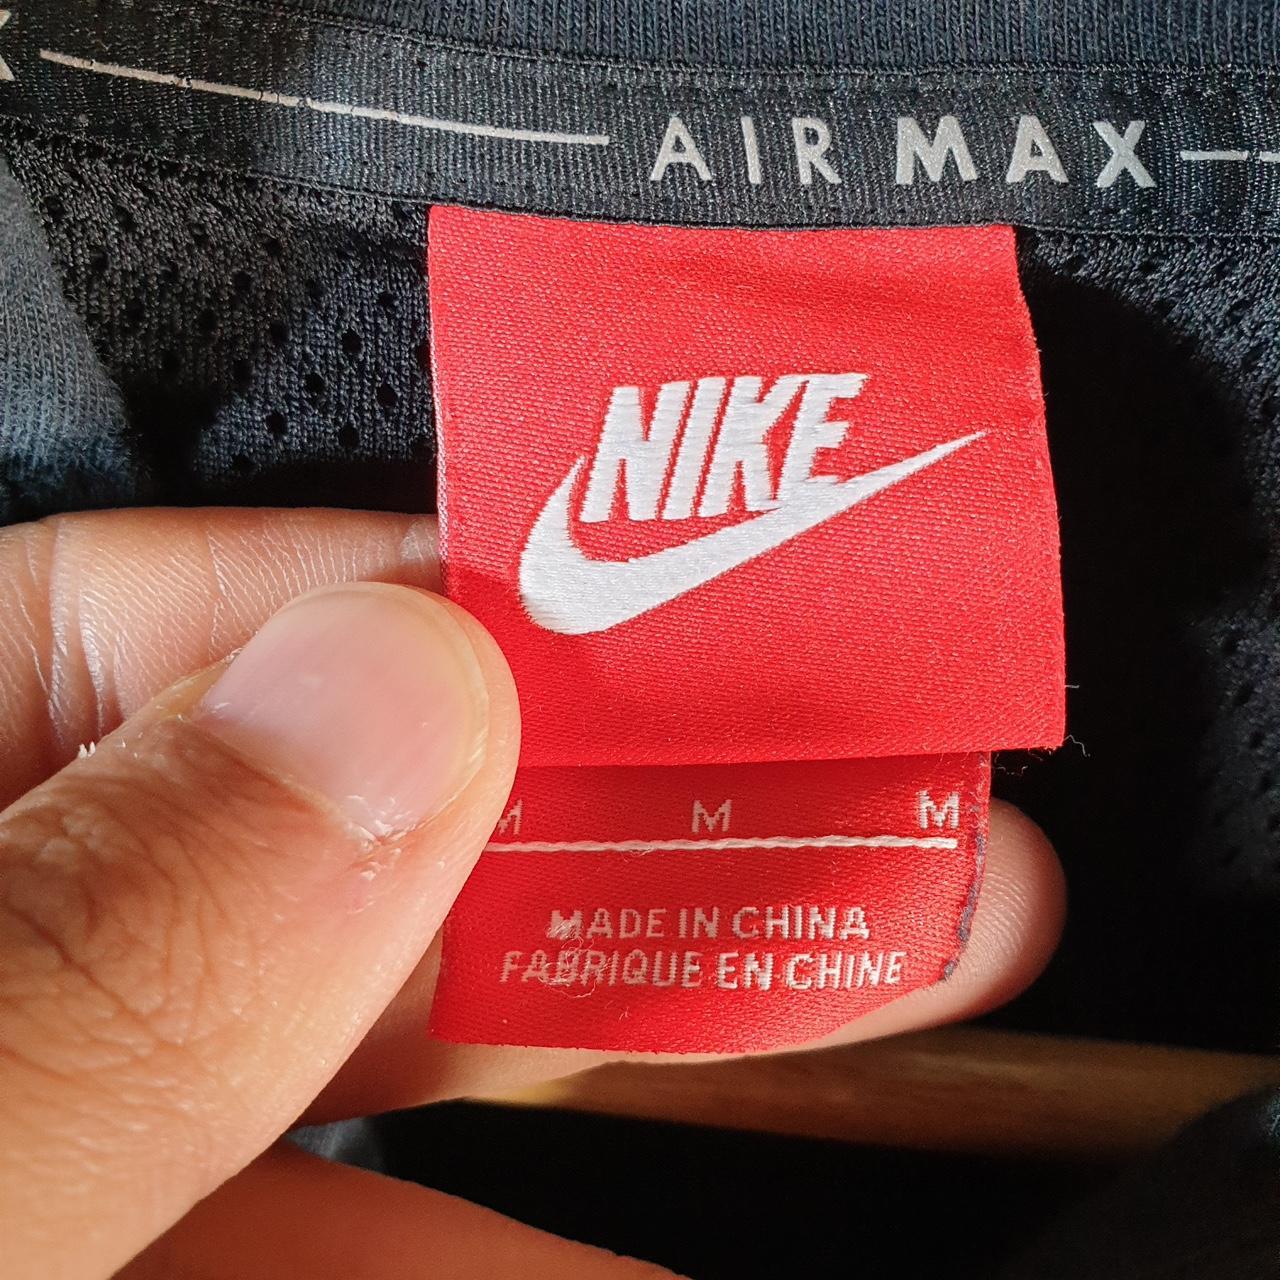 AIR MAX
NIKE
M M M
MADE IN CHINA
FABRIQUE EN CHINE